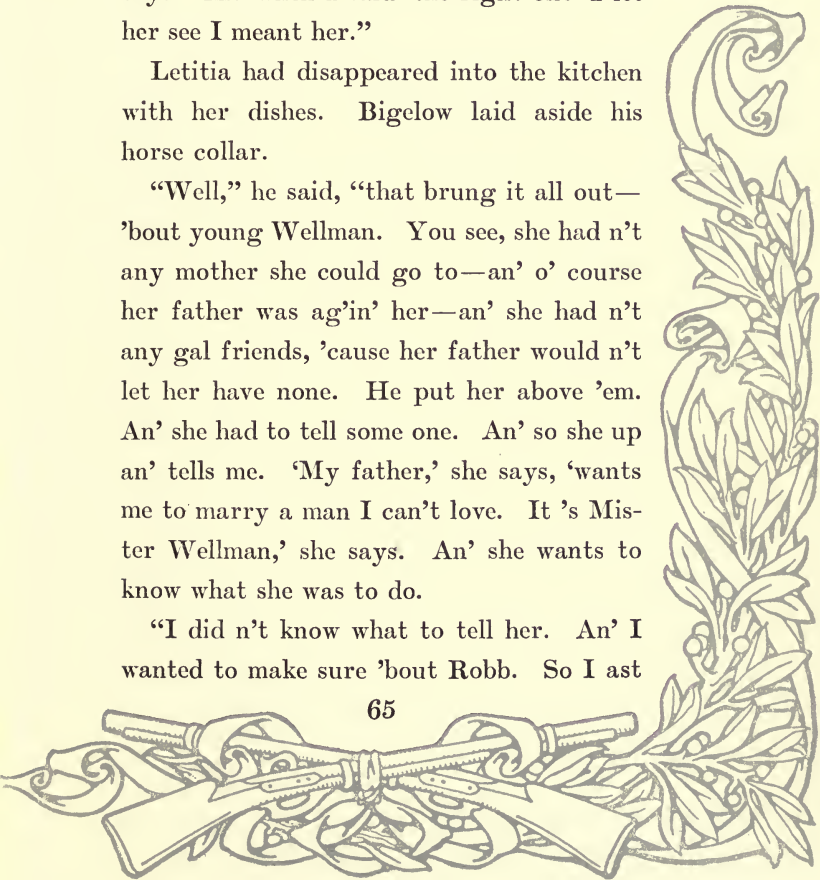 her see I meant her.”
Letitia had disappeared into the kitchen
with her dishes. Bigelow laid aside his
horse collar.
“Well,” he said, “that brung it all out—
’bout young Wellman. You see, she had n’t
any mother she could go to—an’ o’ course
her father was ag’in’ her—an’ she had n’t
any gal friends, ’cause her father would n’t
let her have none. He put her above ’em.
An’ she had to tell some one. An’ so she up
an’ tells me. ‘My father,’ she says, ‘wants
me to marry a man I can’t love. It ’s Mis-
ter Wellman,’ she says. An’ she wants to
know what she was to do.
“I did n’t know what to tell her. An’ I
wanted to make sure ’bout Robb. So I ast
65